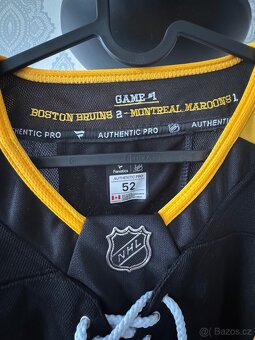 GAME #1
BOSTON BRUINS 2 - MONTREAL MAROONS 1
AUTHENTIC PRO AUTHENTIC PRO AUTHENTIC PRO
Fanatics
AUTHENTIC PRO
52
NHL
Bazoš.cz